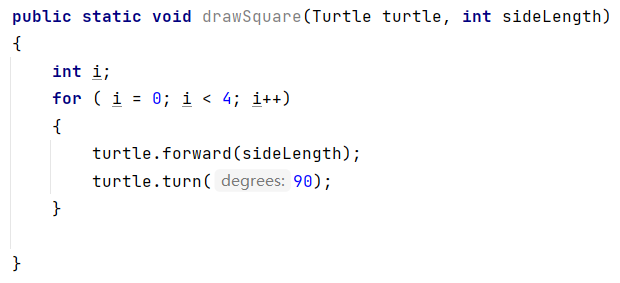 public static void drawSquare(Turtle turtle, int sideLength)
{
int i;
for ( i = 0; i < 4; i++)
{
turtle.forward(sideLength);
turtle.turn( degrees: 90);
}
}